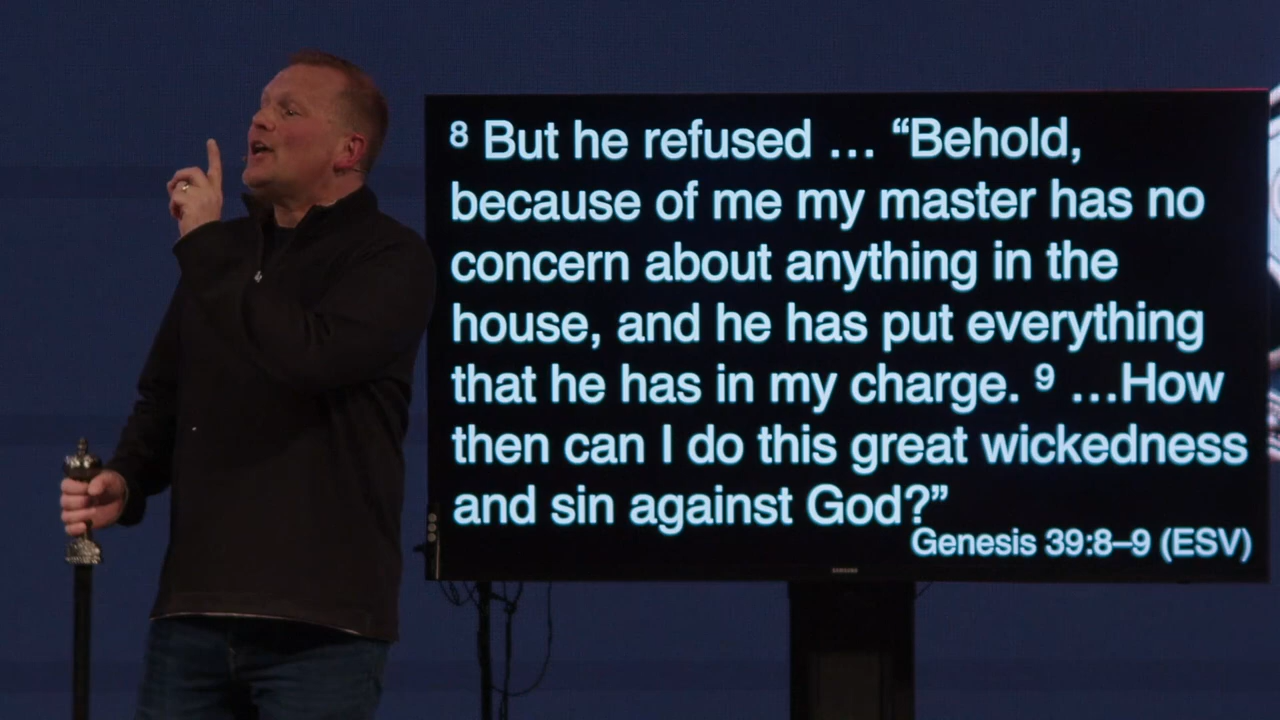 8 But he refused … “Behold,
because of me my master has no
concern about anything in the
house, and he has put everything
that he has in my charge. 9 …How
then can I do this great wickedness
and sin against God?”
Genesis 39:8–9 (ESV)
SAMSUNG